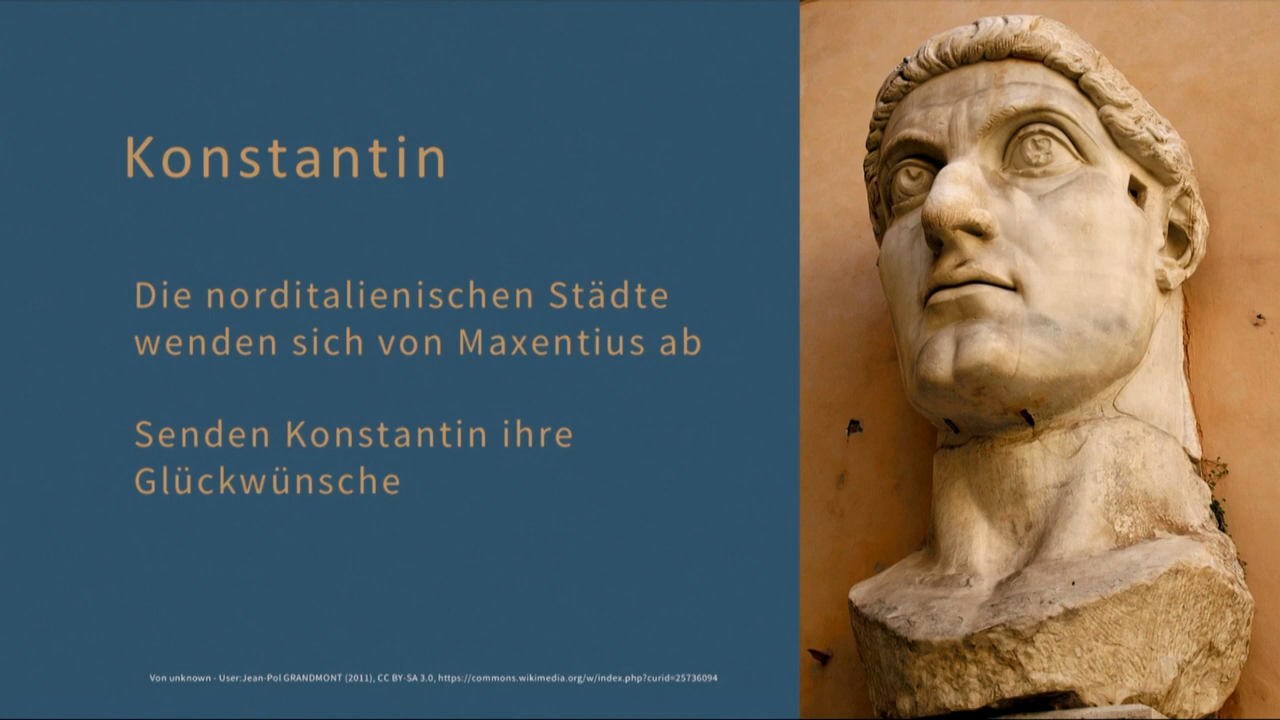 Konstantin
Die norditalienischen Städte
wenden sich von Maxentius ab
Senden Konstantin ihre
Glückwünsche
Von unknown - User:Jean-Pol GRANDMONT (2011), CC BY-SA 3.0, https://commons.wikimedia.org/w/index.php?curid=25736094